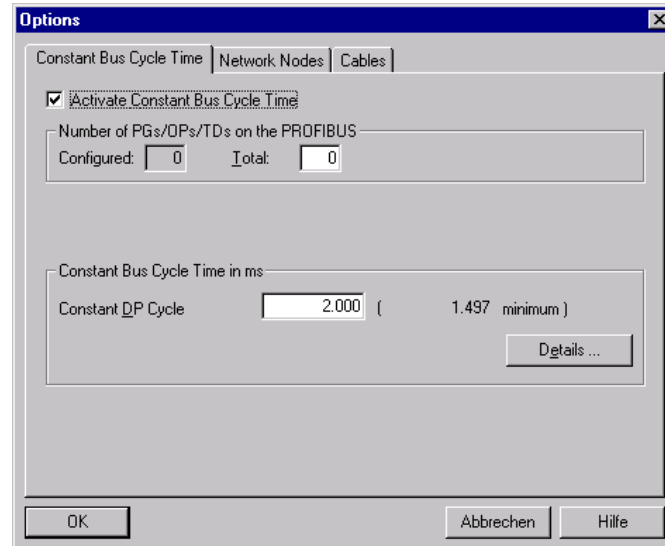 Options
Constant Bus Cycle Time Network Nodes Cables
Activate Constant Bus Cycle Time
Number of PGs/OPs/TDs on the PROFIBUS
Configured: 0 Total: 0
Constant Bus Cycle Time in ms
Constant DP Cycle 2.000 ( 1.497 minimum )
Details ...
OK Abbrechen Hilfe